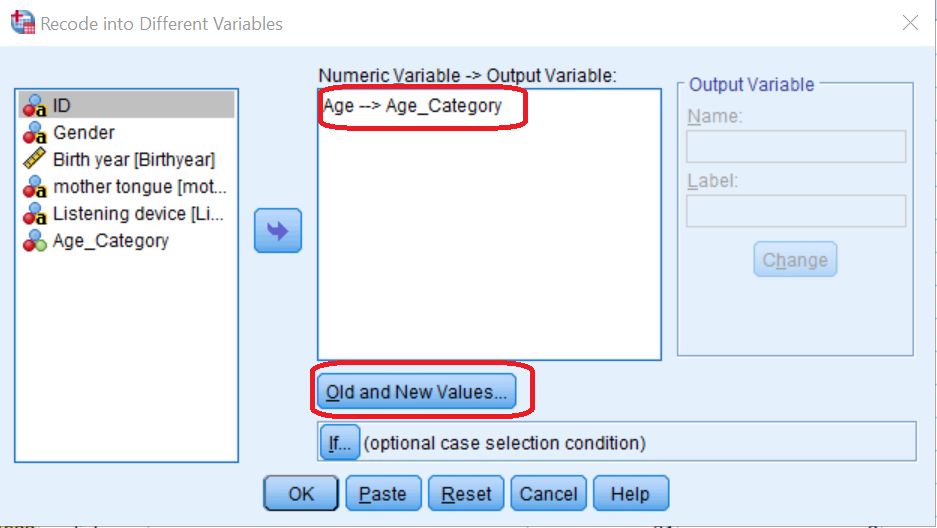 Recode into Different Variables
Numeric Variable -> Output Variable:
ID
Gender
Birth year [Birthyear]
mother tongue [mot...
Listening device [Li...
Age_Category
Age --> Age_Category
Output Variable
Name:
Label:
Change
Old and New Values...
If... (optional case selection condition)
OK Paste Reset Cancel Help